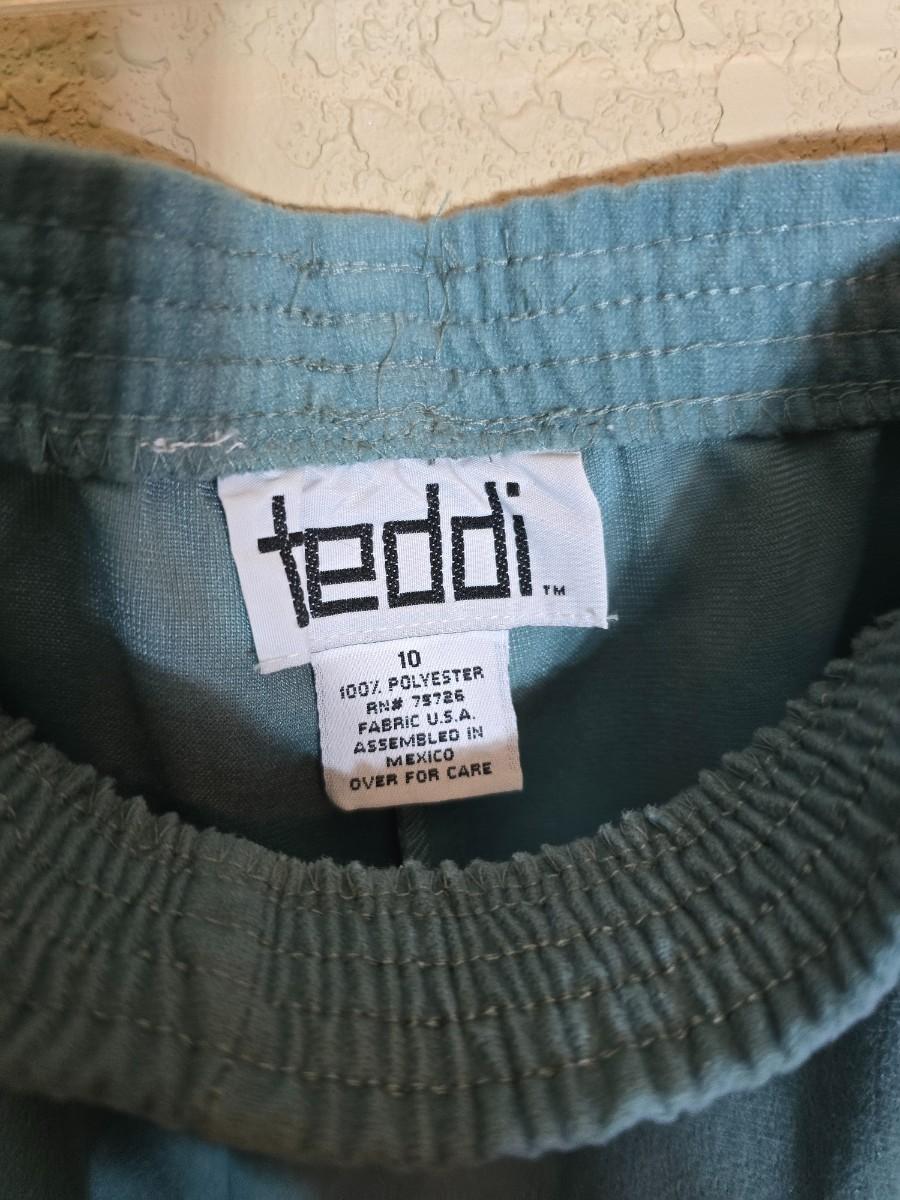 teddi ™
10
100% POLYESTER
RN# 75726
FABRIC U.S.A.
ASSEMBLED IN
MEXICO
OVER FOR CARE